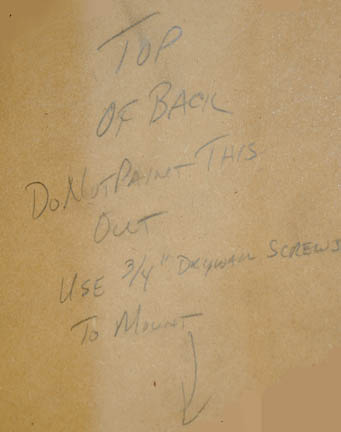 TOP
OF BACK
DO NOT PAINT THIS
OUT
USE 3/4" DRYWALL SCREWS
TO MOUNT